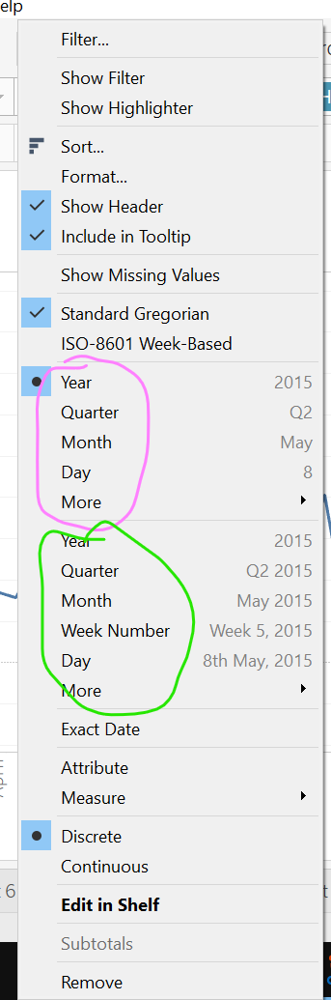 elp
Filter...
Show Filter
Show Highlighter
Sort...
Format...
Show Header
Include in Tooltip
Show Missing Values
Standard Gregorian
ISO-8601 Week-Based
Year 2015
Quarter Q2
Month May
Day 8
More
Year 2015
Quarter Q2 2015
Month May 2015
Week Number Week 5, 2015
Day 8th May, 2015
More
Exact Date
Attribute
Measure
Discrete
Continuous
Edit in Shelf
Subtotals
Remove